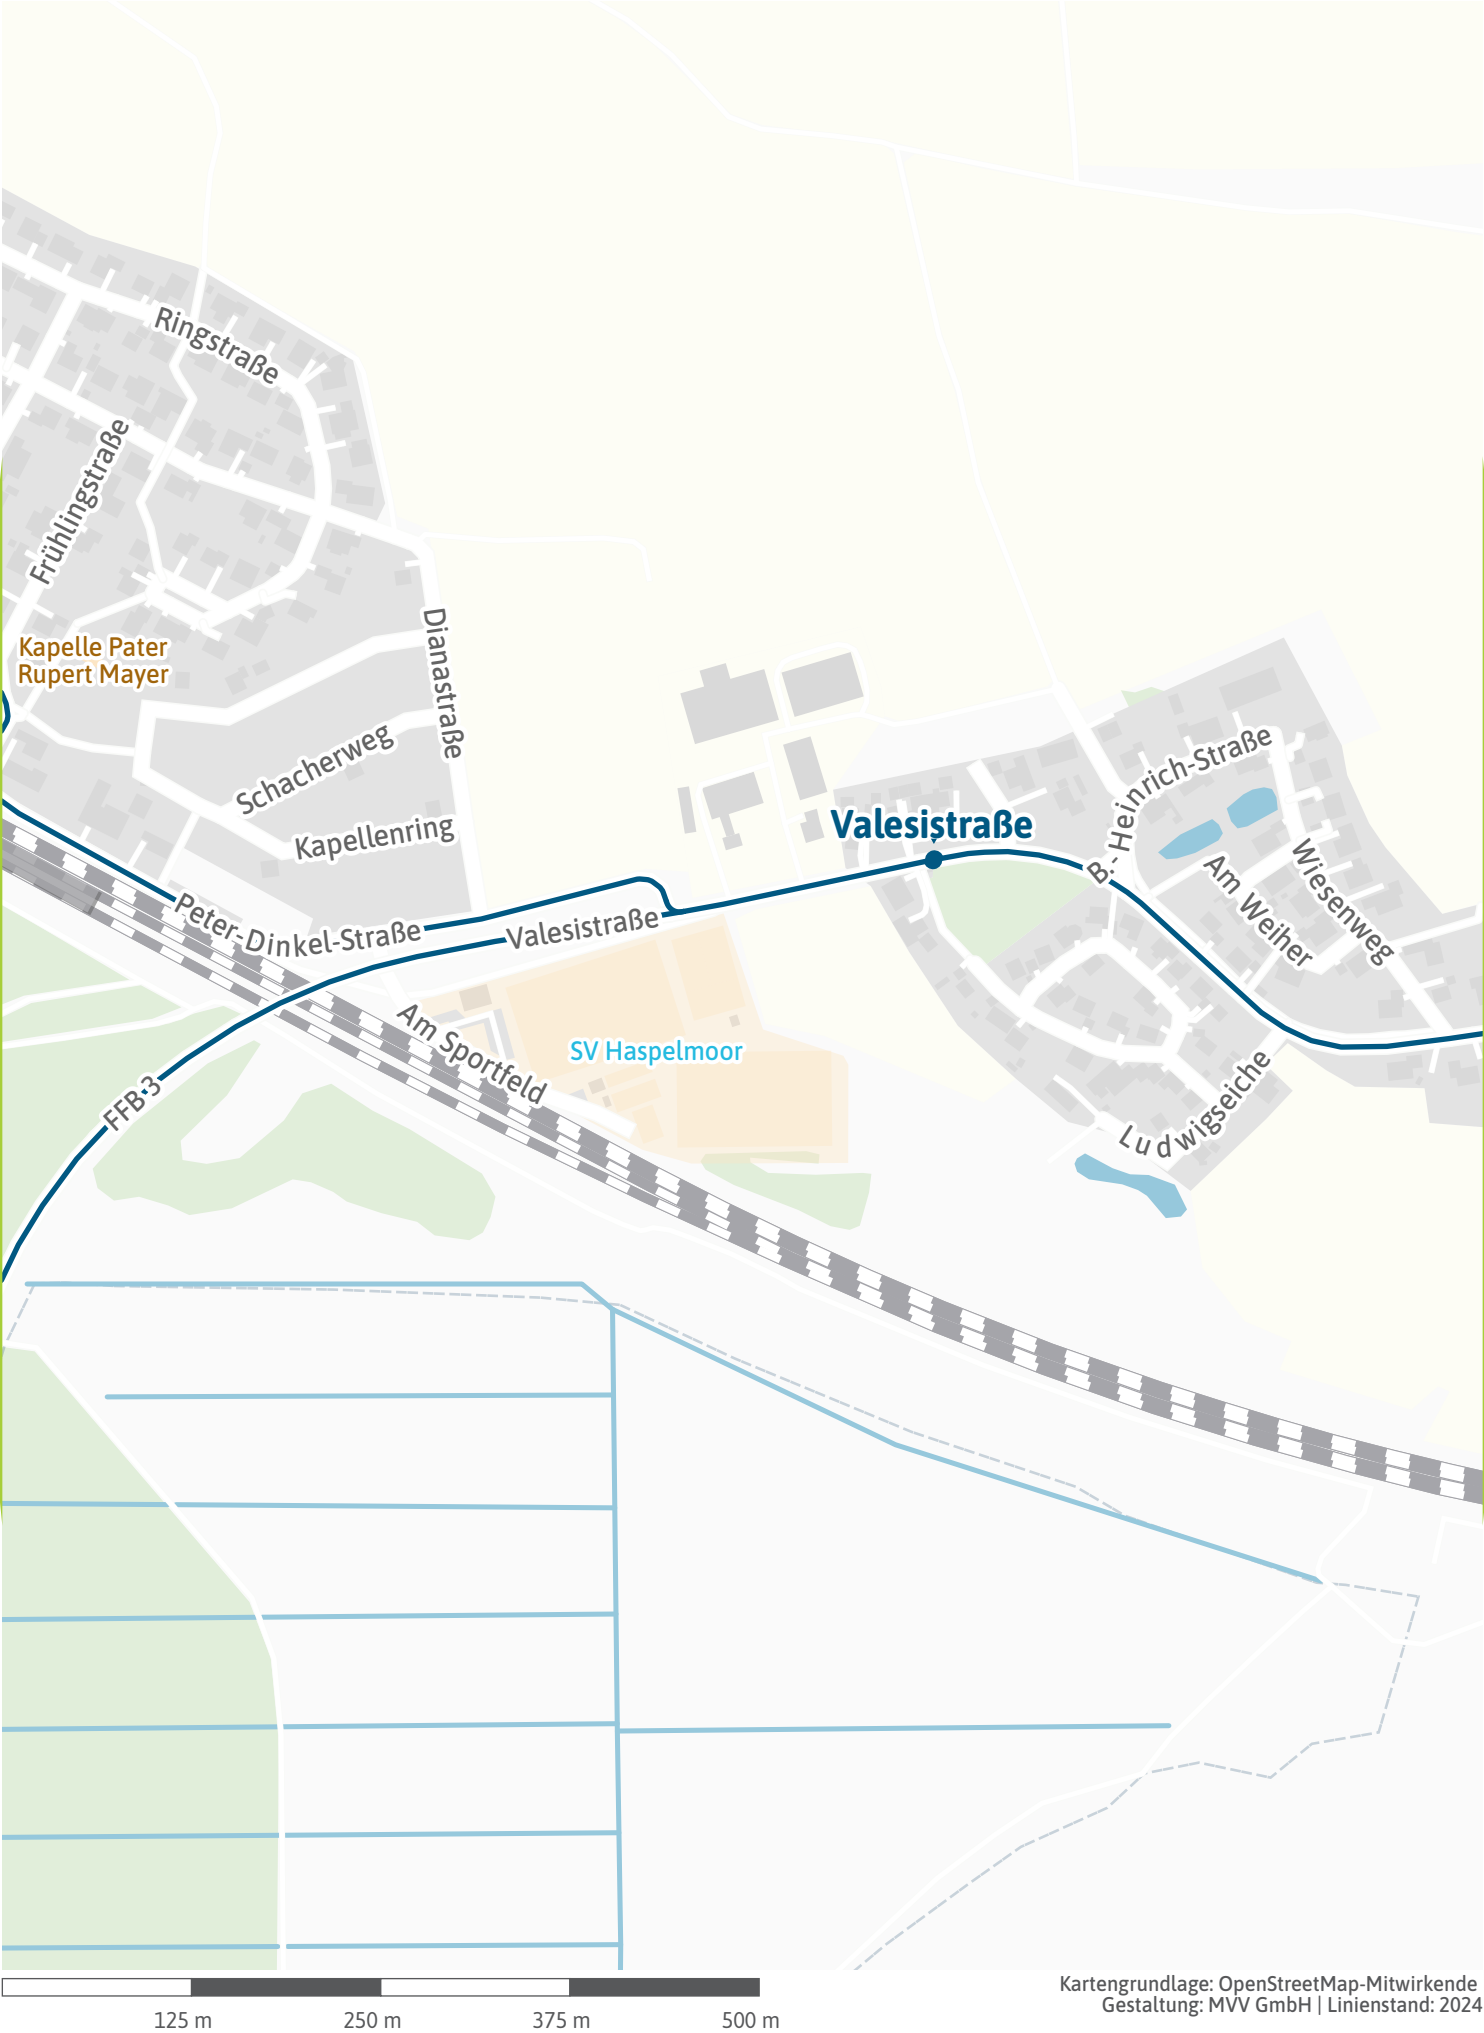 Ringstraße
Frühlingstraße
Kapelle Pater
Rupert Mayer
Dianastraße
Schacherweg
Kapellenring
Valesistraße
B.-Heinrich-Straße
Wiesenweg
Am Weiher
Peter-Dinkel-Straße
Valesistraße
Am Sportfeld
SV Haspelmoor
FFB 3
Ludwigseiche
125 m
250 m
375 m
500 m
Kartengrundlage: OpenStreetMap-Mitwirkende
Gestaltung: MVV GmbH | Linienstand: 2024